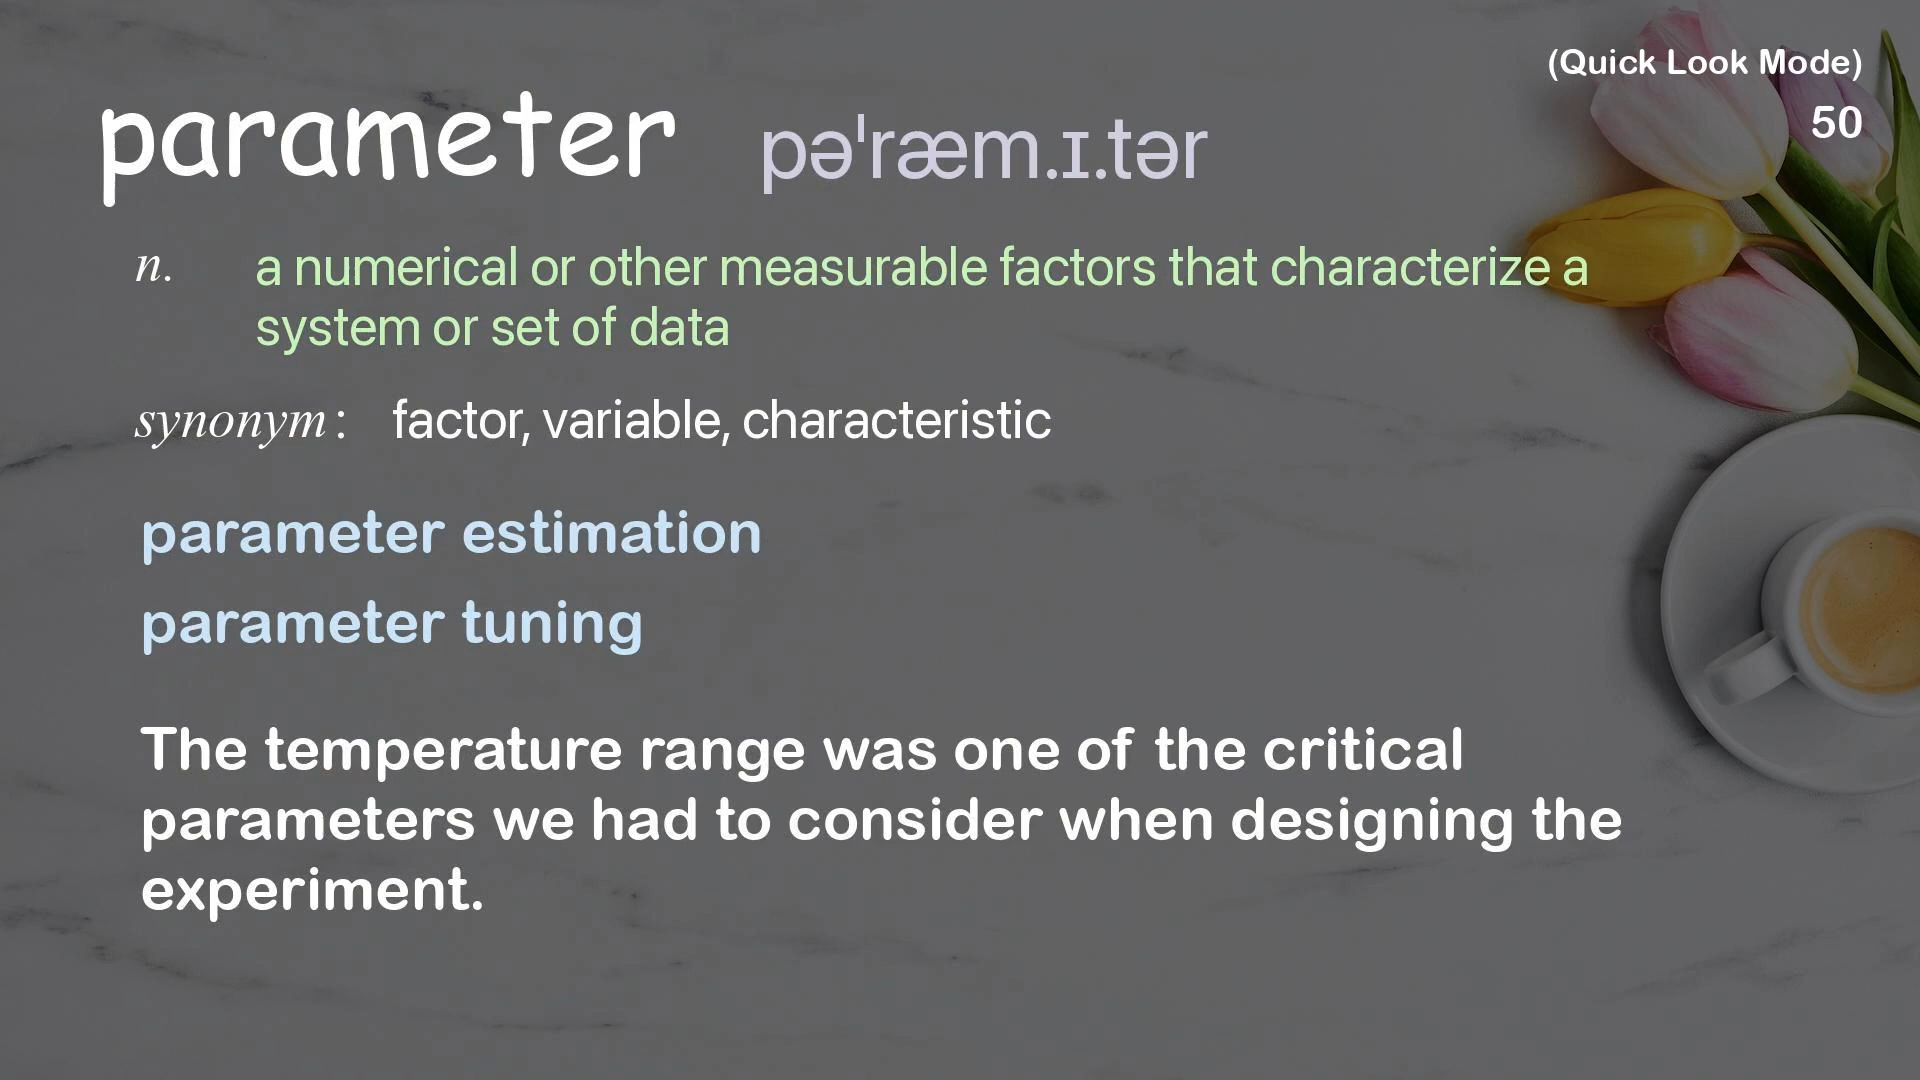 (Quick Look Mode)
50
parameter pəˈræm.ɪ.tər
n. a numerical or other measurable factors that characterize a
system or set of data
synonym: factor, variable, characteristic
parameter estimation
parameter tuning
The temperature range was one of the critical
parameters we had to consider when designing the
experiment.